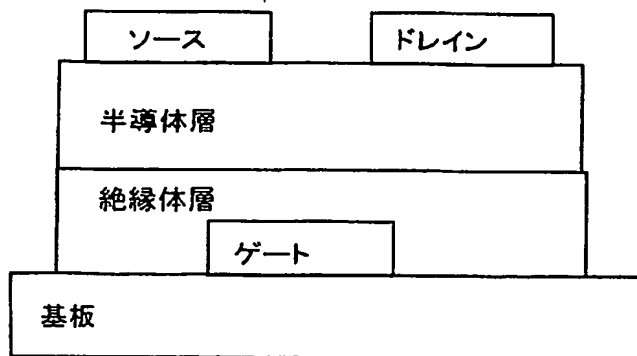 ソース
ドレイン
半導体層
絶縁体層
ゲート
基板